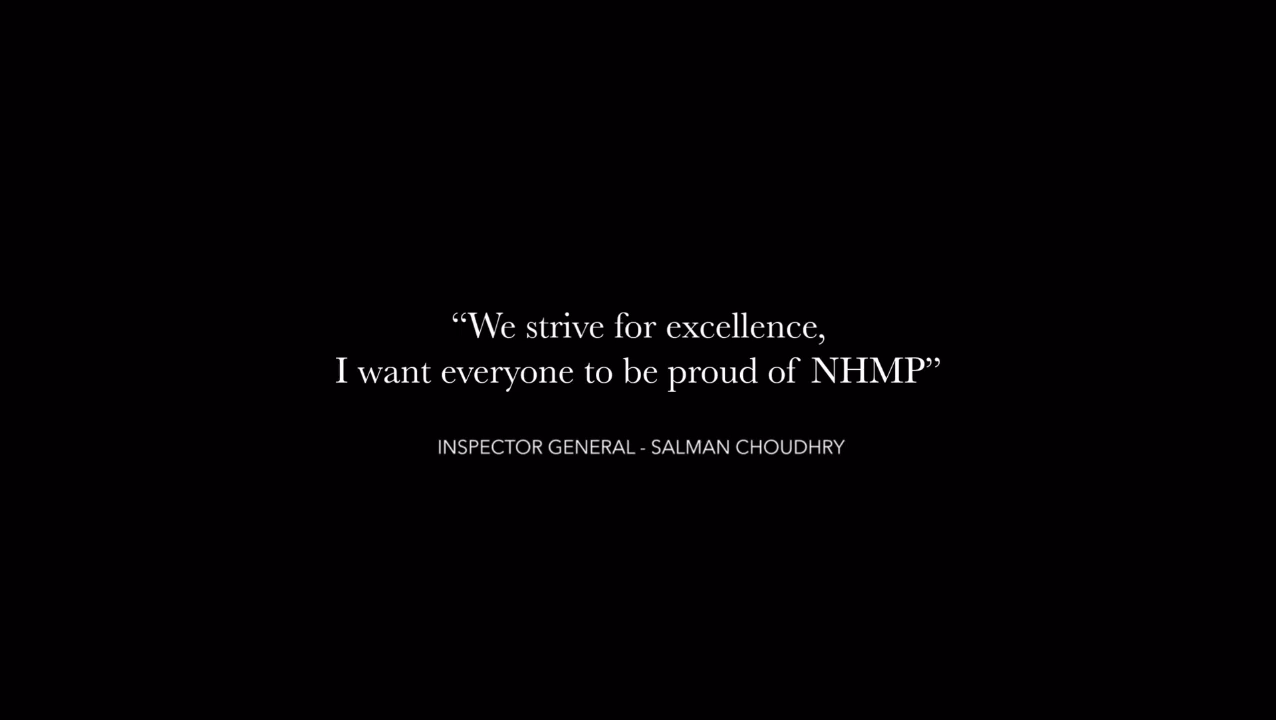 “We strive for excellence,
I want everyone to be proud of NHMP”
INSPECTOR GENERAL - SALMAN CHOUDHRY